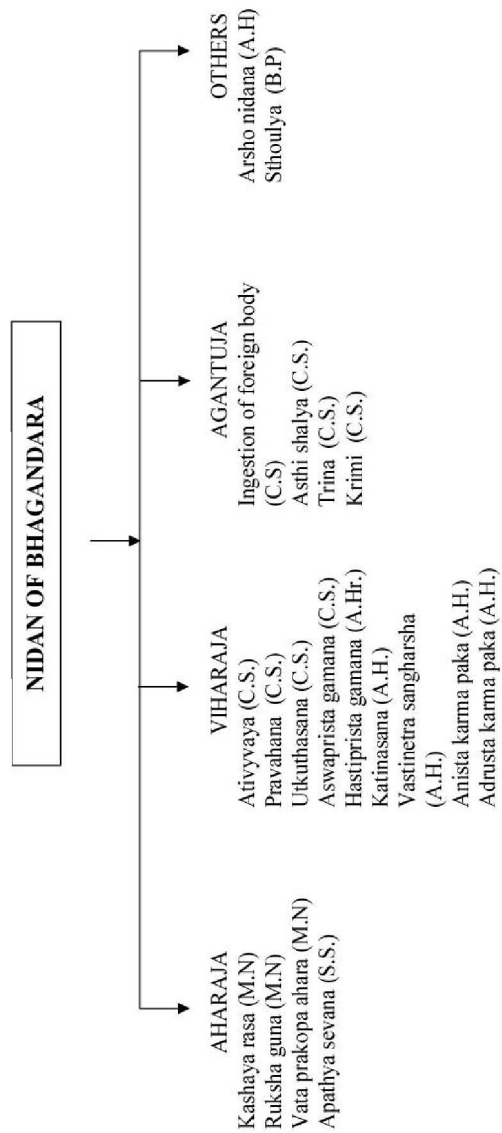 NIDAN OF BHAGANDARA
AHARAJA
Kashaya rasa (M.N)
Ruksha guna (M.N)
Vata prakopa ahara (M.N)
Apathya sevana (S.S.)
VIHARAJA
Ativyvaya (C.S.)
Pravahana (C.S.)
Utkuthasana (C.S.)
Aswaprista gamana (C.S.)
Hastiprista gamana (A.Hr.)
Katinasana (A.H.)
Vastinetra sangharsha
(A.H.)
Anista karma paka (A.H.)
Adrusta karma paka (A.H.)
AGANTUJA
Ingestion of foreign body
(C.S)
Asthi shalya (C.S.)
Trina (C.S.)
Krimi (C.S.)
OTHERS
Arsho nidana (A.H)
Sthoulya (B.P)